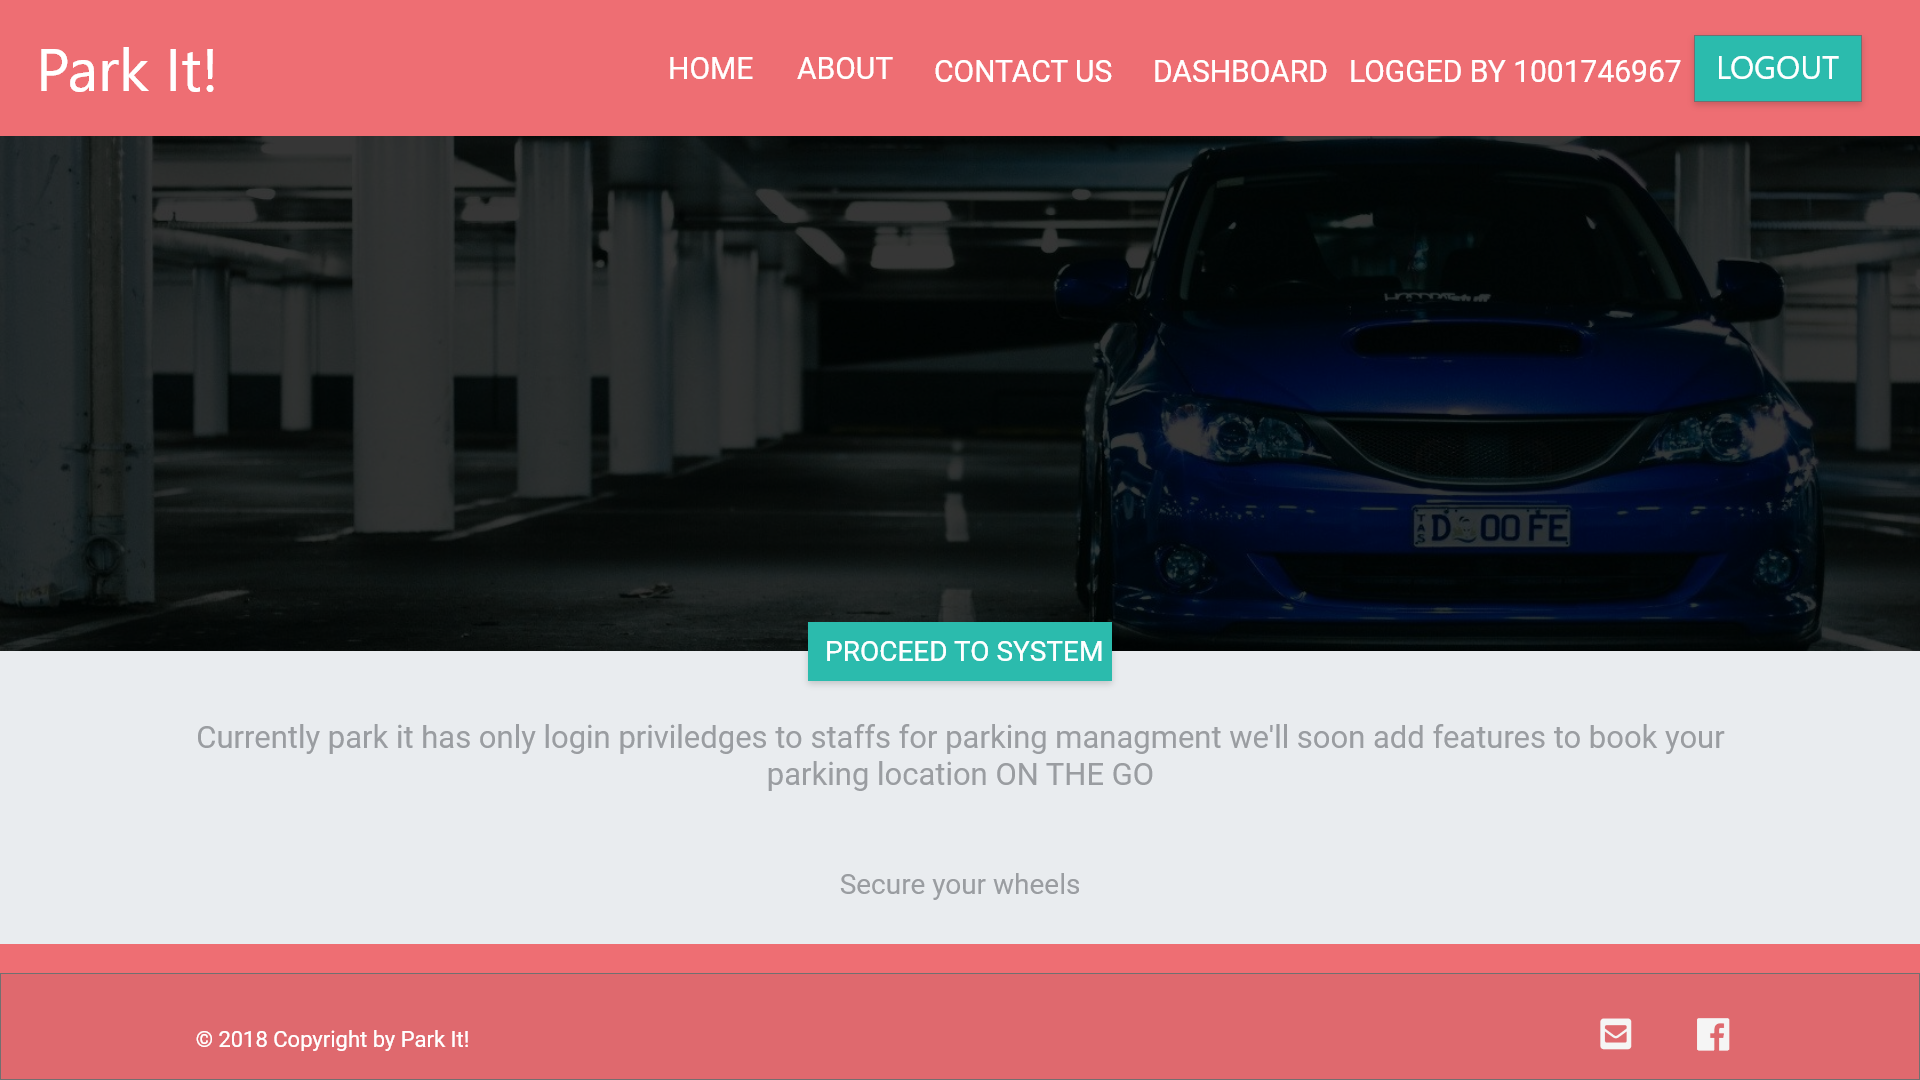 Park It!
HOME ABOUT CONTACT US DASHBOARD LOGGED BY 1001746967 LOGOUT
TAS D OO FE
PROCEED TO SYSTEM
Currently park it has only login priviledges to staffs for parking managment we'll soon add features to book your
parking location ON THE GO
Secure your wheels
© 2018 Copyright by Park It!